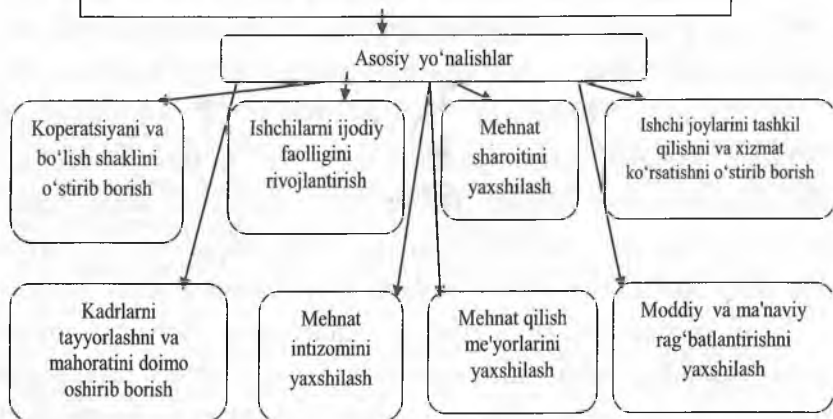 Asosiy yo‘nalishlar
Koperatsiyani va
bo‘lish shaklini
o‘stirib borish
Ishchilarni ijodiy
faolligini
rivojlantirish
Mehnat
sharoitini
yaxshilash
Ishchi joylarini tashkil
qilishni va xizmat
ko‘rsatishni o‘stirib borish
Kadrlarni
tayyorlashni va
mahoratini doimo
oshirib borish
Mehnat
intizomini
yaxshilash
Mehnat qilish
me'yorlarini
yaxshilash
Moddiy va ma'naviy
rag‘batlantirishni
yaxshilash